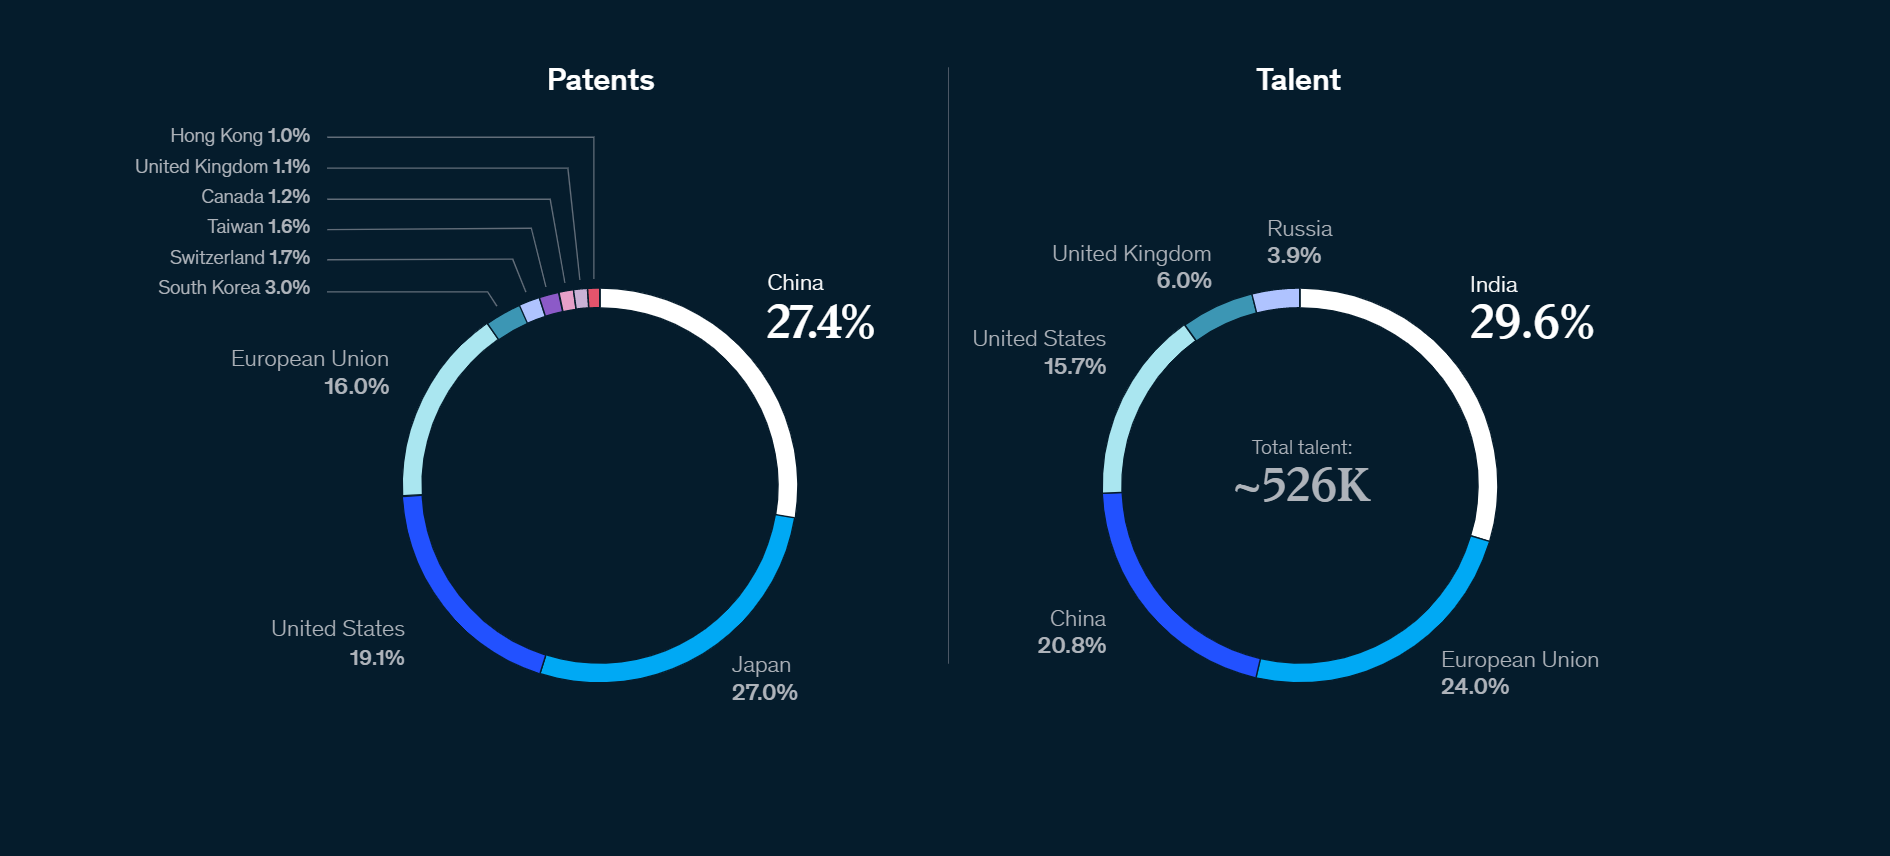 Patents
Hong Kong 1.0%
United Kingdom 1.1%
Canada 1.2%
Taiwan 1.6%
Switzerland 1.7%
South Korea 3.0%
European Union
16.0%
United States
19.1%
Japan
27.0%
China
27.4%
Talent
Russia
3.9%
United Kingdom
6.0%
United States
15.7%
China
20.8%
European Union
24.0%
India
29.6%
Total talent:
~526K